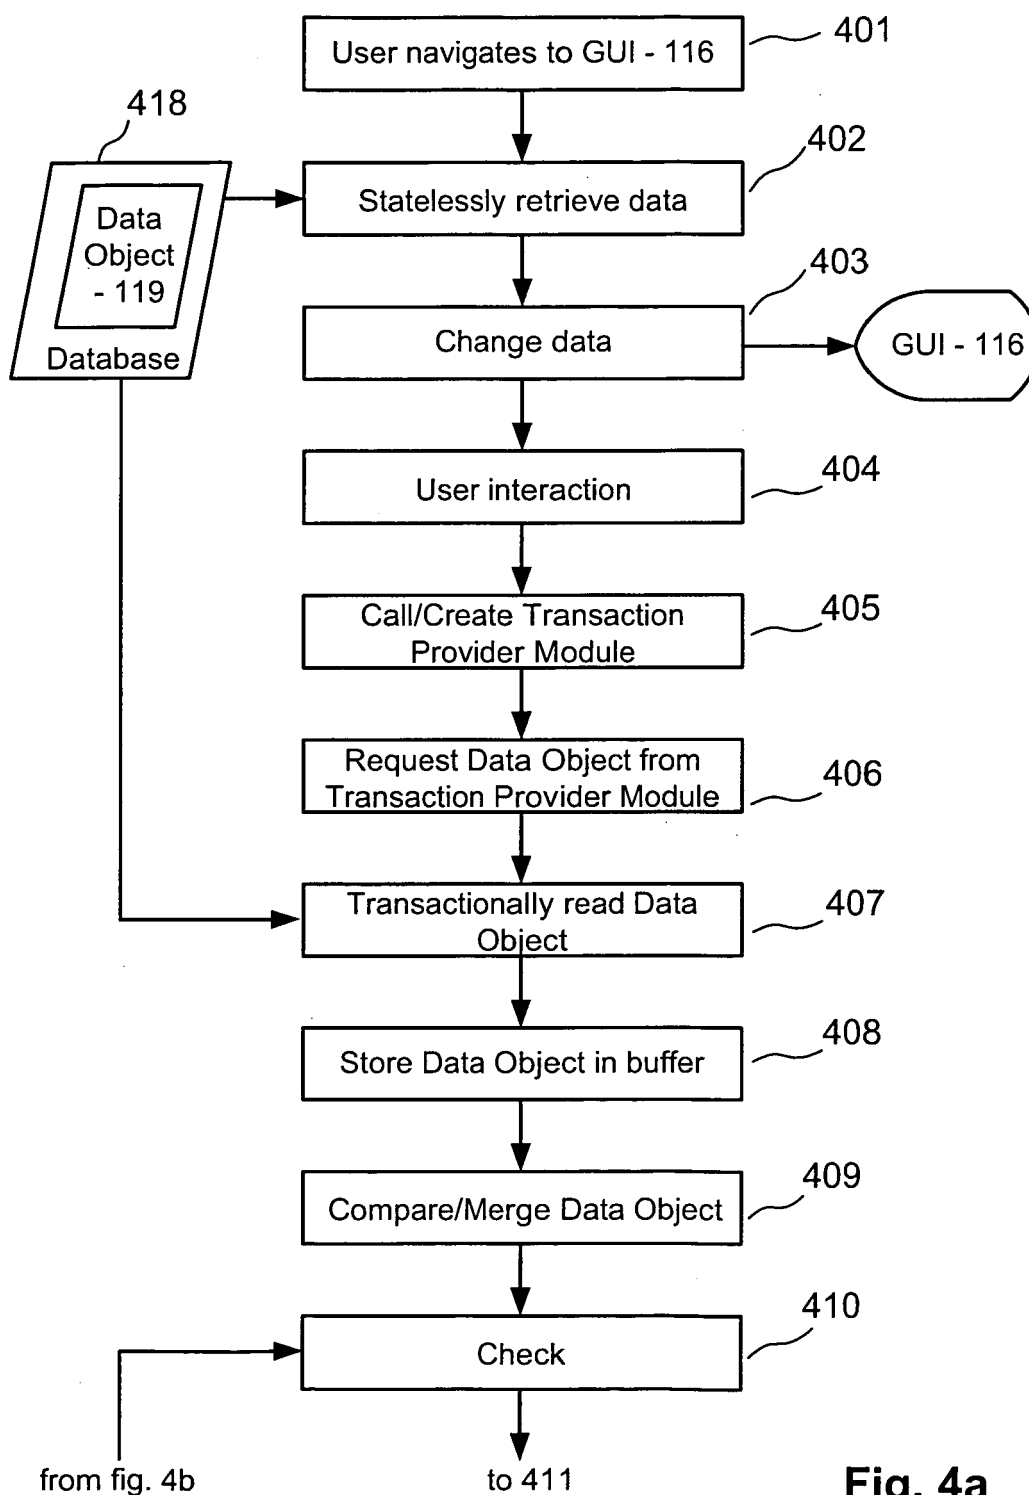 User navigates to GUI - 116
401
418
402
Statelessly retrieve data
Data
Object
- 119
Database
403
Change data
GUI - 116
User interaction
404
Call/Create Transaction
Provider Module
405
Request Data Object from
Transaction Provider Module
406
Transactionally read Data
Object
407
Store Data Object in buffer
408
Compare/Merge Data Object
409
Check
410
from fig. 4b
to 411
Fig. 4a